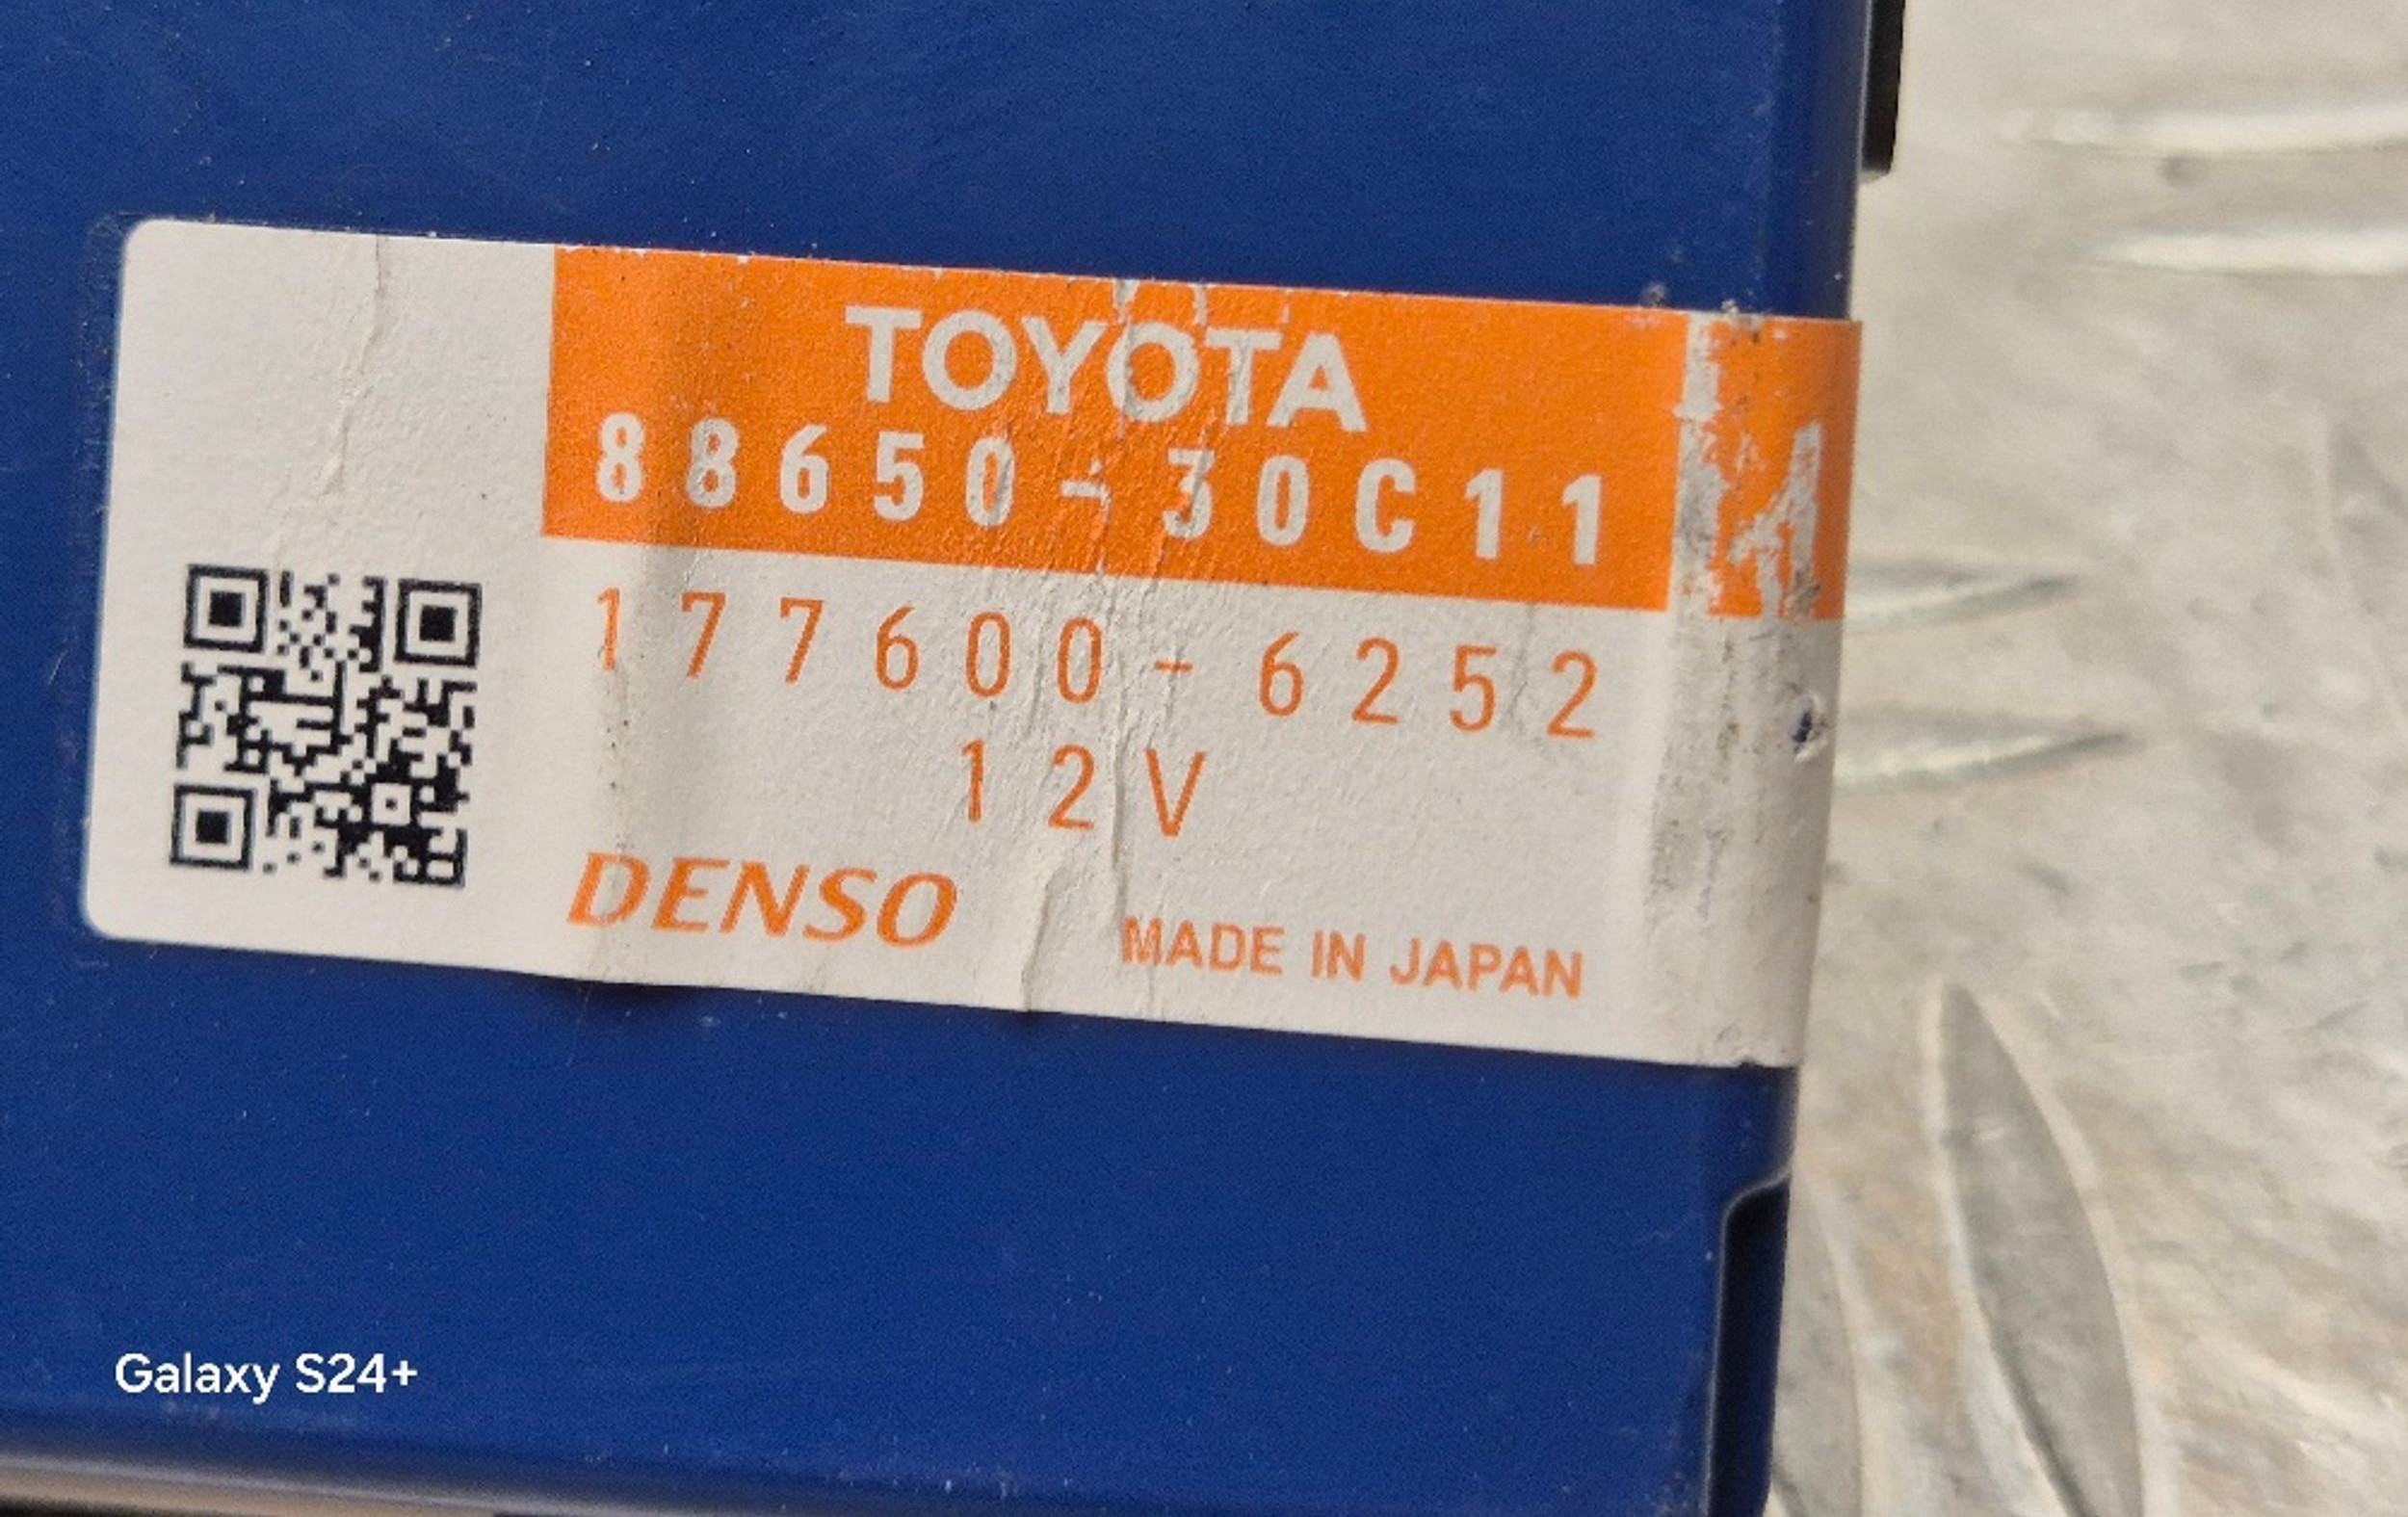 TOYOTA
88650-30C11
M
177600-6252
12V
DENSO
MADE IN JAPAN
Galaxy S24+